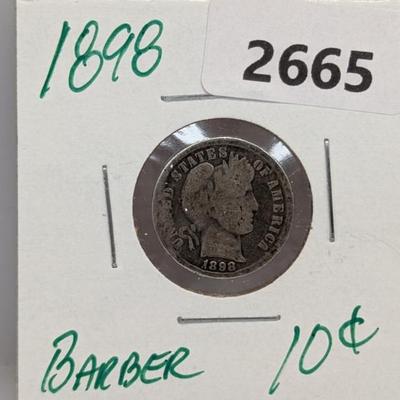 1898
2665
UNITED STATES OF AMERICA
1898
BARBER 10¢